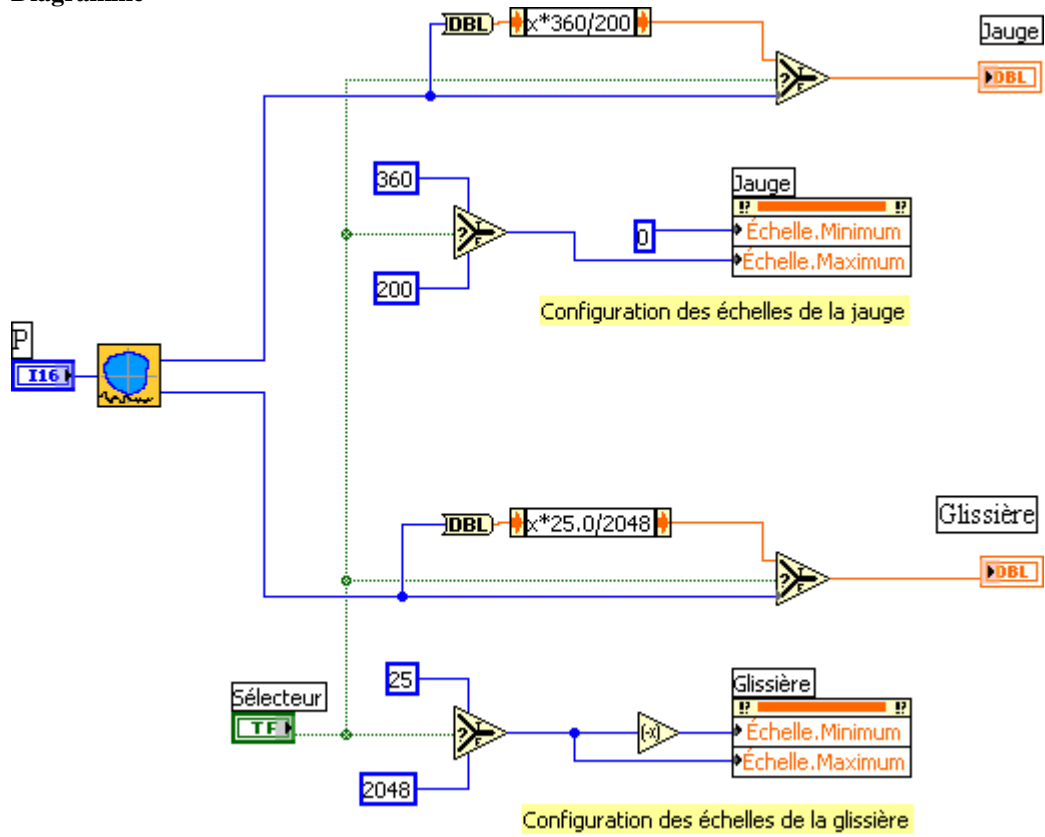 Diagramme
DBL
x*360/200
Jauge
DBL
T
?
F
360
T
?
F
200
Jauge
!? !?
0
Échelle.Minimum
Échelle.Maximum
Configuration des échelles de la jauge
P
I16
DBL
x*25.0/2048
Glissière
T
?
F
DBL
25
Sélecteur
TF
T
?
F
2048
(-x)
Glissière
!? !?
Échelle.Minimum
Échelle.Maximum
Configuration des échelles de la glissière